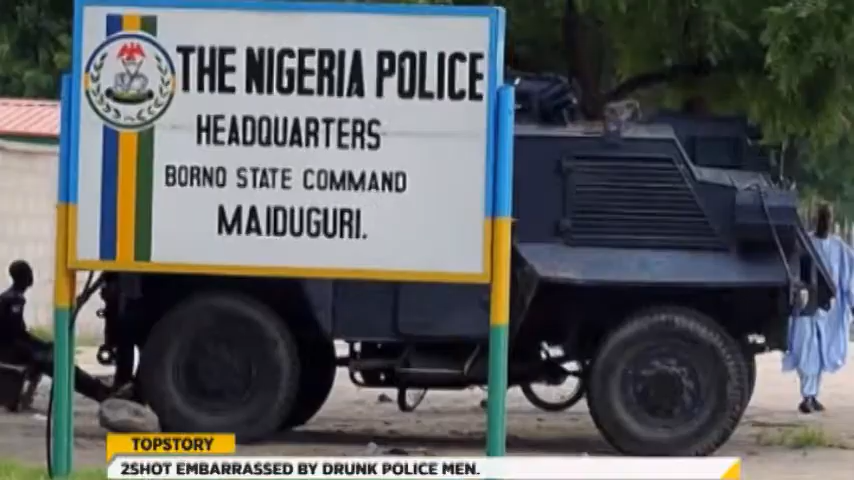 THE NIGERIA POLICE
HEADQUARTERS
BORNO STATE COMMAND
MAIDUGURI.
TOPSTORY
2SHOT EMBARRASSED BY DRUNK POLICE MEN.